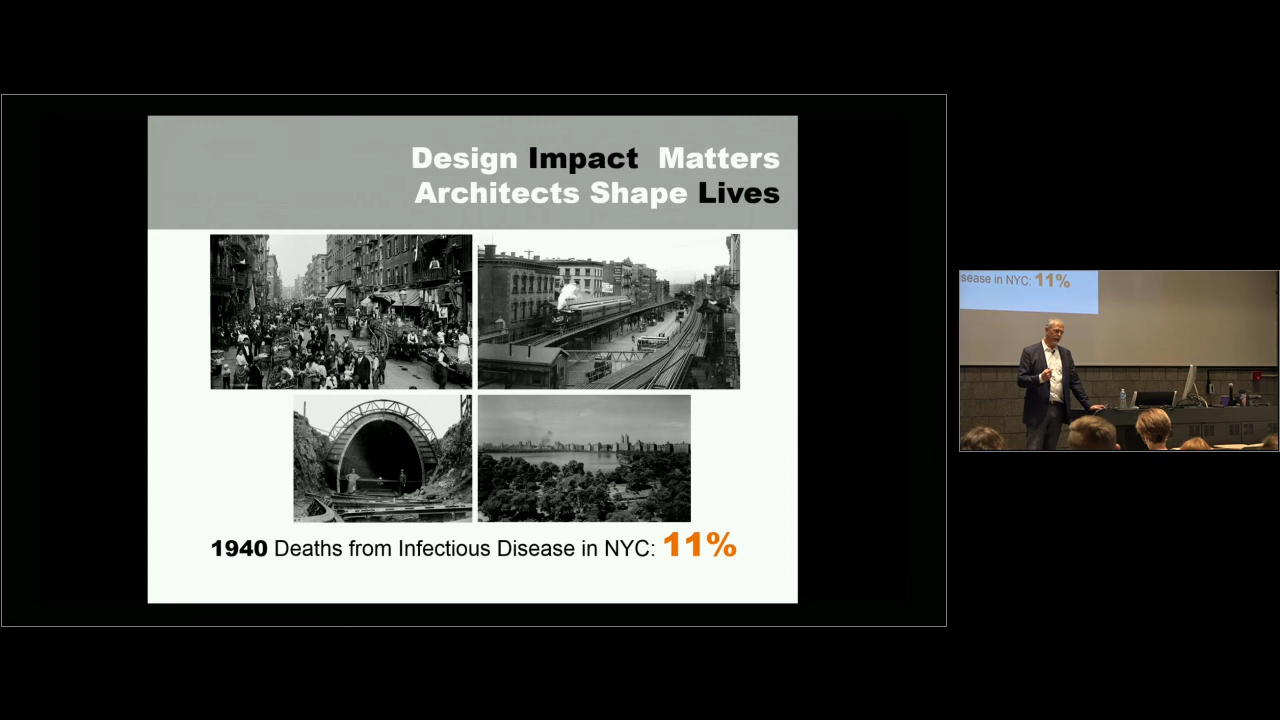 Design Impact Matters
Architects Shape Lives
1940 Deaths from Infectious Disease in NYC: 11%
sease in NYC: 11%